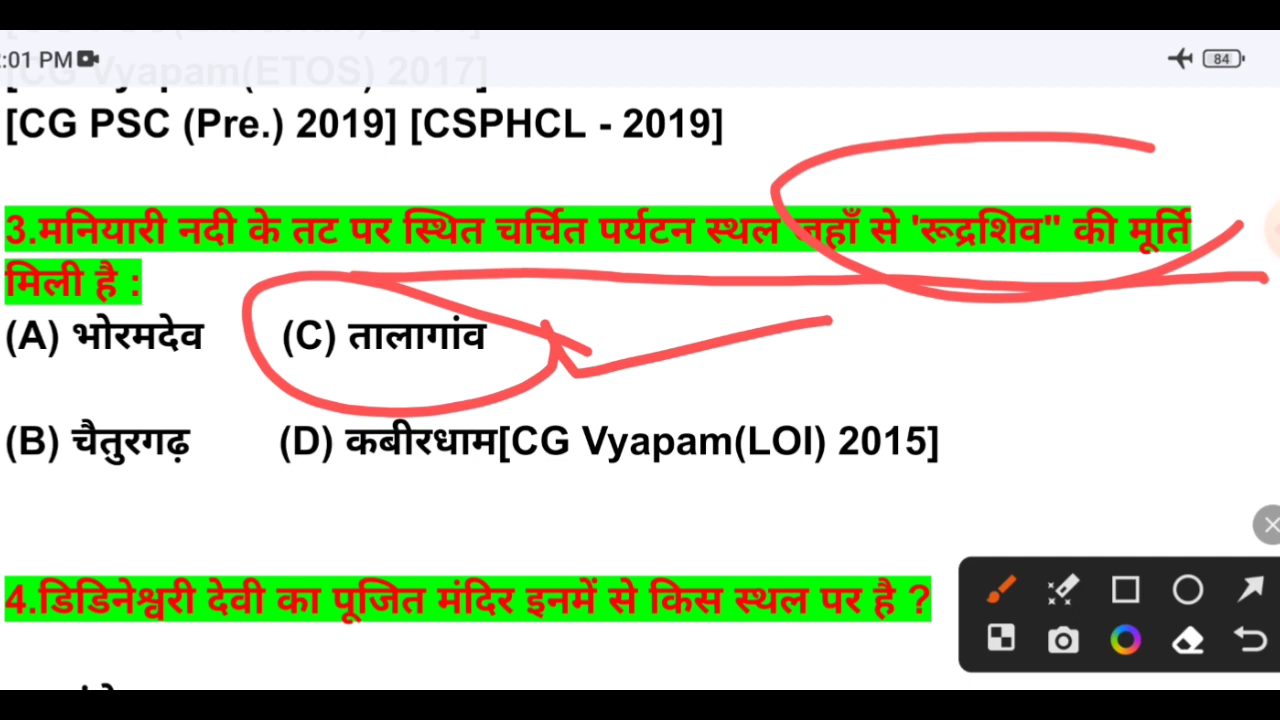 :01 PM
84
[CG Vyapam(ETOS) 2017]
[CG PSC (Pre.) 2019] [CSPHCL - 2019]
3.मनियारी नदी के तट पर स्थित चर्चित पर्यटन स्थल जहाँ से 'रूद्रशिव" की मूर्ति
मिली है :
(A) भोरमदेव (C) तालागांव
(B) चैतुरगढ़ (D) कबीरधाम[CG Vyapam(LOI) 2015]
4.डिडिनेश्वरी देवी का पूजित मंदिर इनमें से किस स्थल पर है ?